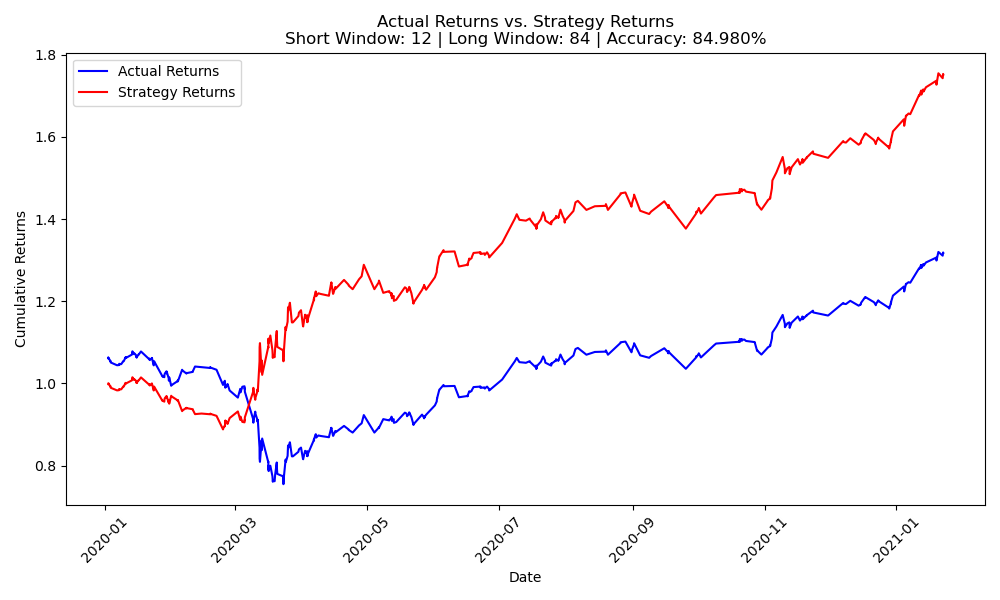 Actual Returns vs. Strategy Returns
Short Window: 12 | Long Window: 84 | Accuracy: 84.980%
Actual Returns
Strategy Returns
Cumulative Returns
1.8
1.6
1.4
1.2
1.0
0.8
2020-01
2020-03
2020-05
2020-07
2020-09
2020-11
2021-01
Date